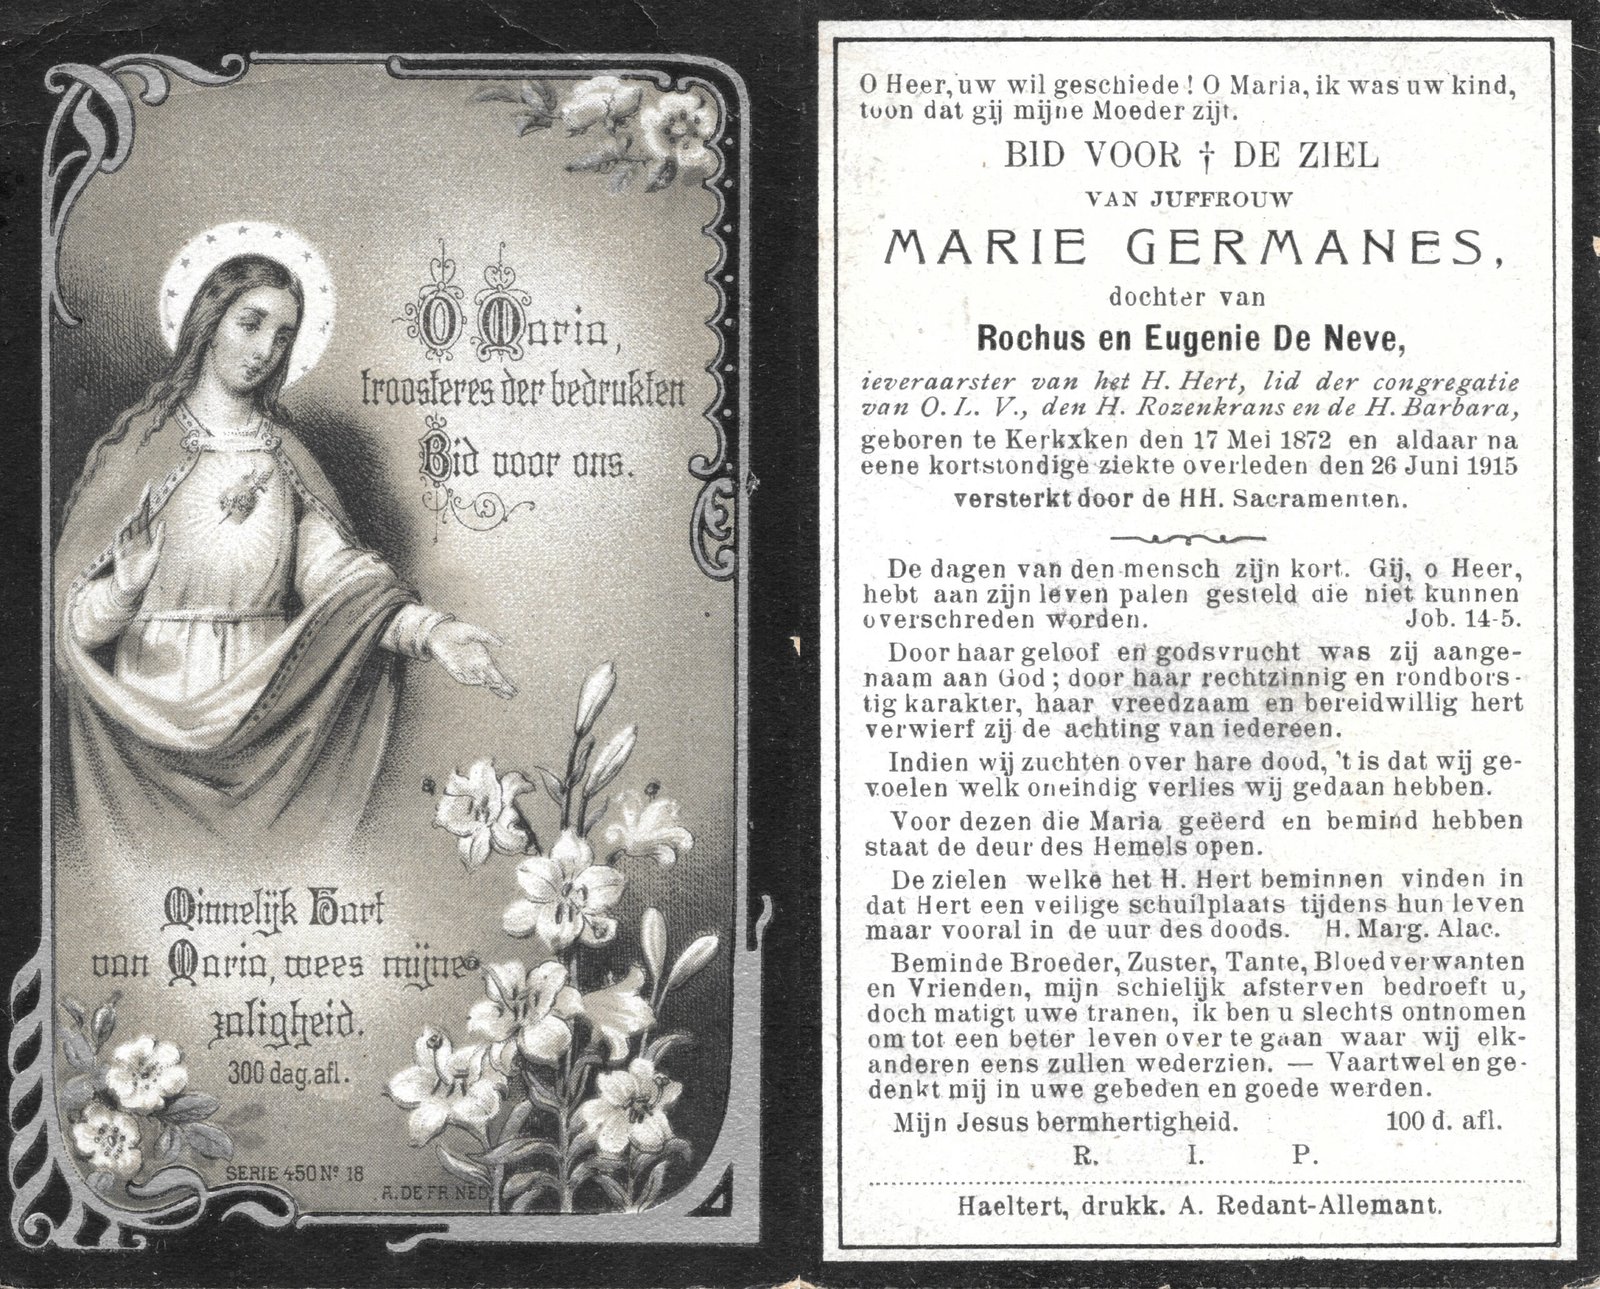 O Maria,
troosteres der bedrukten
Bid voor ons.
Minnelijk Hart
van Maria, wees mijne
zaligheid.
300 dag. afl.
SERIE 450 Nº 18
A. DE FR. NED.
O Heer, uw wil geschiede ! O Maria, ik was uw kind,
toon dat gij mijne Moeder zijt.
BID VOOR † DE ZIEL
VAN JUFFROUW
MARIE GERMANES,
dochter van
Rochus en Eugenie De Neve,
ieveraarster van het H. Hert, lid der congregatie
van O. L. V., den H. Rozenkrans en de H. Barbara,
geboren te Kerkxken den 17 Mei 1872 en aldaar na
eene kortstondige ziekte overleden den 26 Juni 1915
versterkt door de HH. Sacramenten.
De dagen van den mensch zijn kort. Gij, o Heer,
hebt aan zijn leven palen gesteld die niet kunnen
overschreden worden. Job. 14-5.
Door haar geloof en godsvrucht was zij aange-
naam aan God ; door haar rechtzinnig en rondbors-
tig karakter, haar vreedzaam en bereidwillig hert
verwierf zij de achting van iedereen.
Indien wij zuchten over hare dood, 't is dat wij ge-
voelen welk oneindig verlies wij gedaan hebben.
Voor dezen die Maria geëerd en bemind hebben
staat de deur des Hemels open.
De zielen welke het H. Hert beminnen vinden in
dat Hert een veilige schuilplaats tijdens hun leven
maar vooral in de uur des doods. H. Marg. Alac.
Beminde Broeder, Zuster, Tante, Bloedverwanten
en Vrienden, mijn schielijk afsterven bedroeft u,
doch matigt uwe tranen, ik ben u slechts ontnomen
om tot een beter leven over te gaan waar wij elk-
anderen eens zullen wederzien. — Vaartwel en ge-
denkt mij in uwe gebeden en goede werden.
Mijn Jesus bermhertigheid. 100 d. afl.
R. I. P.
Haeltert, drukk. A. Redant-Allemant.